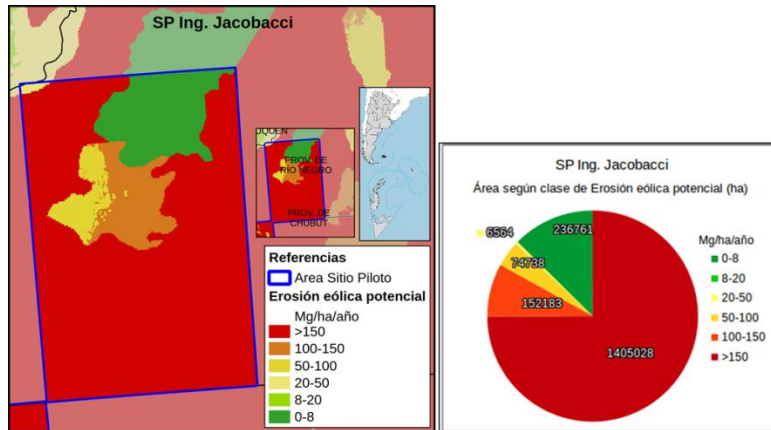 SP Ing. Jacobacci
UQUEN
PROV. DE
RÍO NEGRO
PROV. DE
CHUBUT
Referencias
Area Sitio Piloto
Erosión eólica potencial
Mg/ha/año
>150
100-150
50-100
20-50
8-20
0-8
SP Ing. Jacobacci
Área según clase de Erosión eólica potencial (ha)
6564
236761
74738
152183
1405028
Mg/ha/año
0-8
8-20
20-50
50-100
100-150
>150